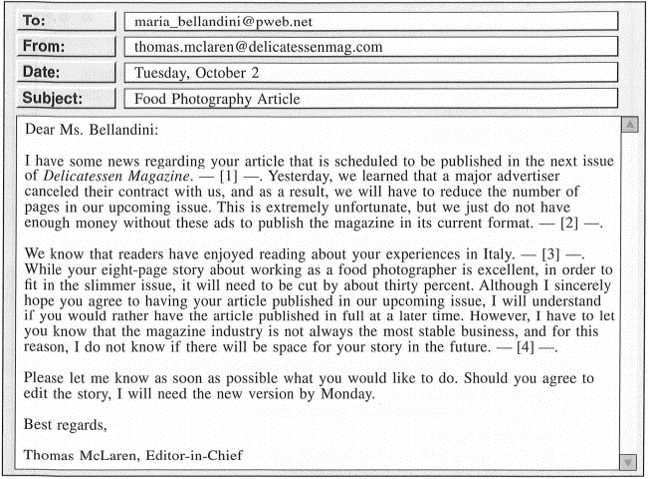 To: maria_bellandini@pweb.net
From: thomas.mclaren@delicatessenmag.com
Date: Tuesday, October 2
Subject: Food Photography Article
Dear Ms. Bellandini:
I have some news regarding your article that is scheduled to be published in the next issue
of Delicatessen Magazine. — [1] —. Yesterday, we learned that a major advertiser
canceled their contract with us, and as a result, we will have to reduce the number of
pages in our upcoming issue. This is extremely unfortunate, but we just do not have
enough money without these ads to publish the magazine in its current format. — [2] —.
We know that readers have enjoyed reading about your experiences in Italy. — [3] —.
While your eight-page story about working as a food photographer is excellent, in order to
fit in the slimmer issue, it will need to be cut by about thirty percent. Although I sincerely
hope you agree to having your article published in our upcoming issue, I will understand
if you would rather have the article published in full at a later time. However, I have to let
you know that the magazine industry is not always the most stable business, and for this
reason, I do not know if there will be space for your story in the future. — [4] —.
Please let me know as soon as possible what you would like to do. Should you agree to
edit the story, I will need the new version by Monday.
Best regards,
Thomas McLaren, Editor-in-Chief